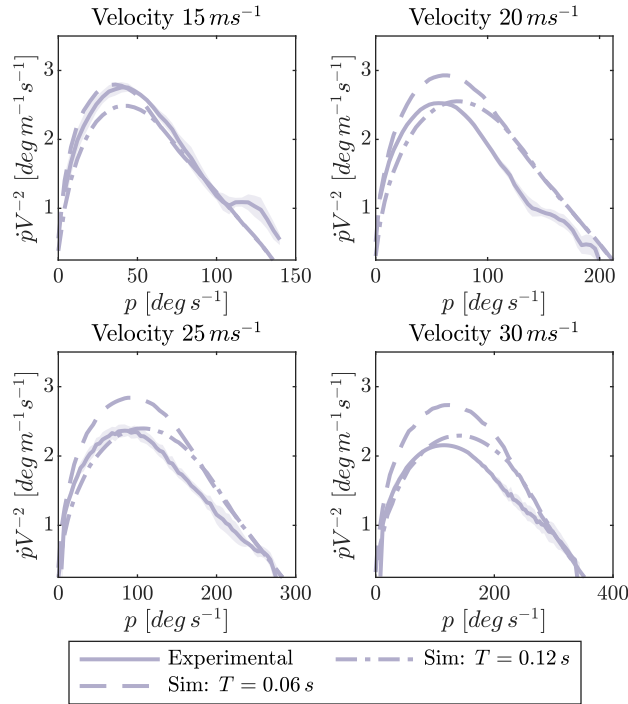 Velocity 15 ms⁻¹
Velocity 20 ms⁻¹
3
2
1
ṗV⁻² [deg m⁻¹ s⁻¹]
0 50 100 150
p [deg s⁻¹]
3
2
1
ṗV⁻² [deg m⁻¹ s⁻¹]
0 100 200
p [deg s⁻¹]
Velocity 25 ms⁻¹
Velocity 30 ms⁻¹
3
2
1
ṗV⁻² [deg m⁻¹ s⁻¹]
0 100 200 300
p [deg s⁻¹]
3
2
1
ṗV⁻² [deg m⁻¹ s⁻¹]
0 200 400
p [deg s⁻¹]
Experimental
Sim: T = 0.12 s
Sim: T = 0.06 s